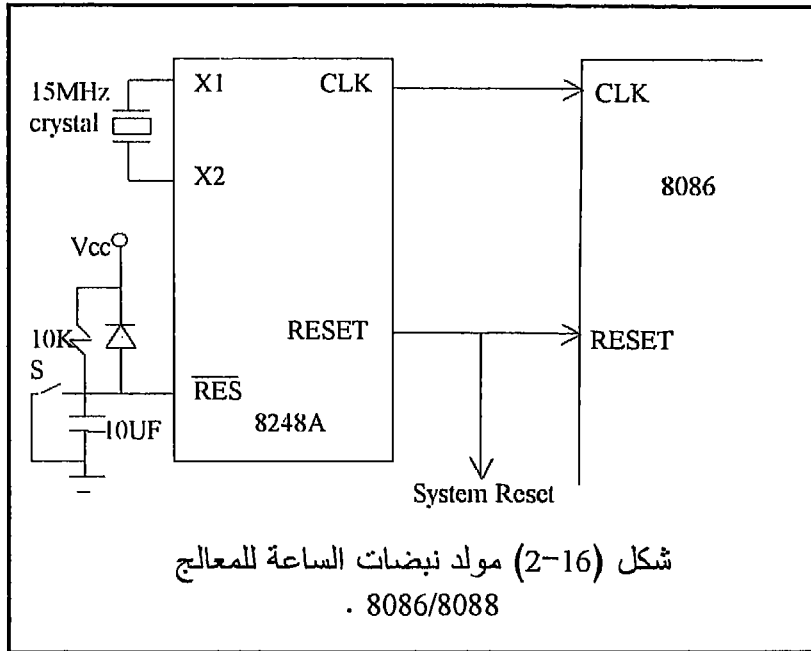 X1
CLK
CLK
15MHz
crystal
X2
8086
Vcc
10K
RESET
RESET
S
RES
10UF
8248A
System Reset
شكل (2-16) مولد نبضات الساعة للمعالج
8086/8088 .